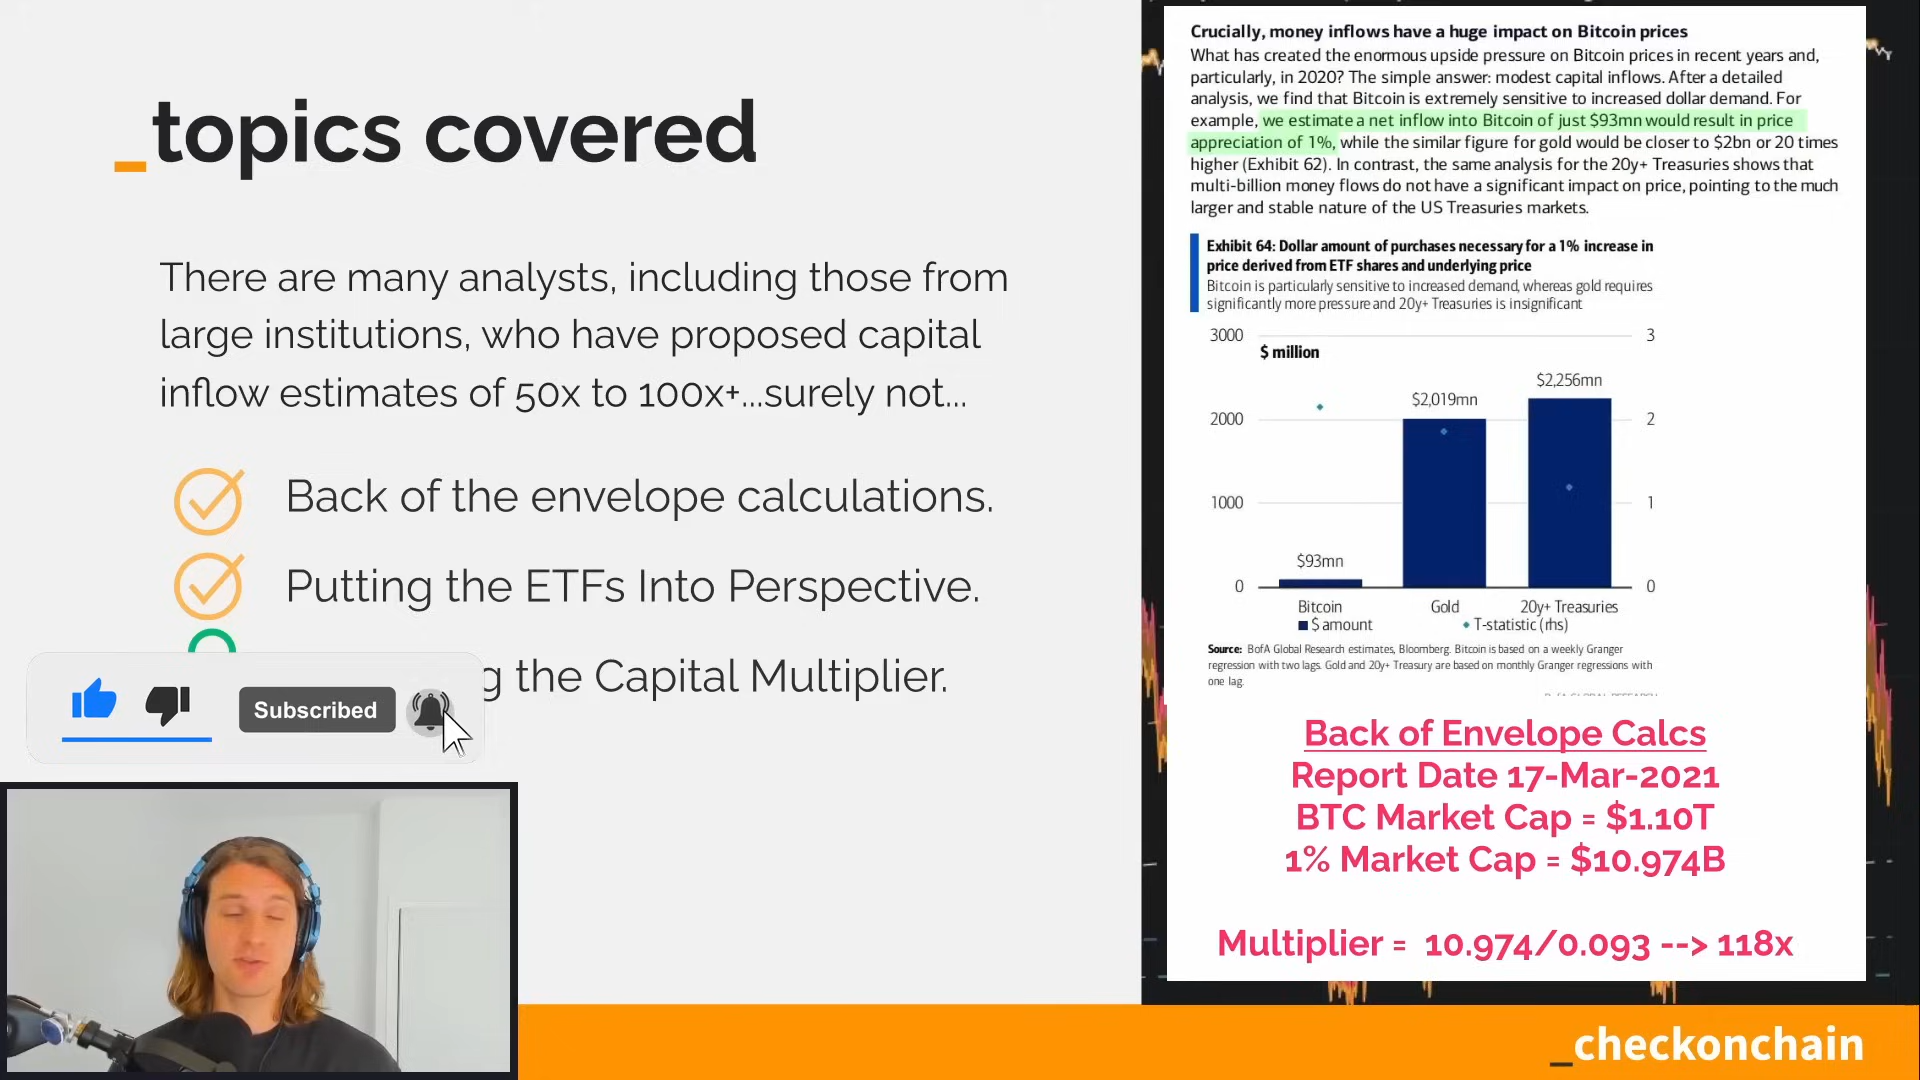 _topics covered
There are many analysts, including those from
large institutions, who have proposed capital
inflow estimates of 50x to 100x+...surely not...
Back of the envelope calculations.
Putting the ETFs Into Perspective.
g the Capital Multiplier.
Subscribed
Crucially, money inflows have a huge impact on Bitcoin prices
What has created the enormous upside pressure on Bitcoin prices in recent years and,
particularly, in 2020? The simple answer: modest capital inflows. After a detailed
analysis, we find that Bitcoin is extremely sensitive to increased dollar demand. For
example, we estimate a net inflow into Bitcoin of just $93mn would result in price
appreciation of 1%, while the similar figure for gold would be closer to $2bn or 20 times
higher (Exhibit 62). In contrast, the same analysis for the 20y+ Treasuries shows that
multi-billion money flows do not have a significant impact on price, pointing to the much
larger and stable nature of the US Treasuries markets.
Exhibit 64: Dollar amount of purchases necessary for a 1% increase in
price derived from ETF shares and underlying price
Bitcoin is particularly sensitive to increased demand, whereas gold requires
significantly more pressure and 20y+ Treasuries is insignificant
3000 3
$ million
$2,256mn
$2,019mn
2000 2
1000 1
$93mn
0 0
Bitcoin Gold 20y+ Treasuries
$ amount T-statistic (rhs)
Source: BofA Global Research estimates, Bloomberg. Bitcoin is based on a weekly Granger
regression with two lags. Gold and 20y+ Treasury are based on monthly Granger regressions with
one lag.
Back of Envelope Calcs
Report Date 17-Mar-2021
BTC Market Cap = $1.10T
1% Market Cap = $10.974B
Multiplier = 10.974/0.093 --> 118x
_checkonchain